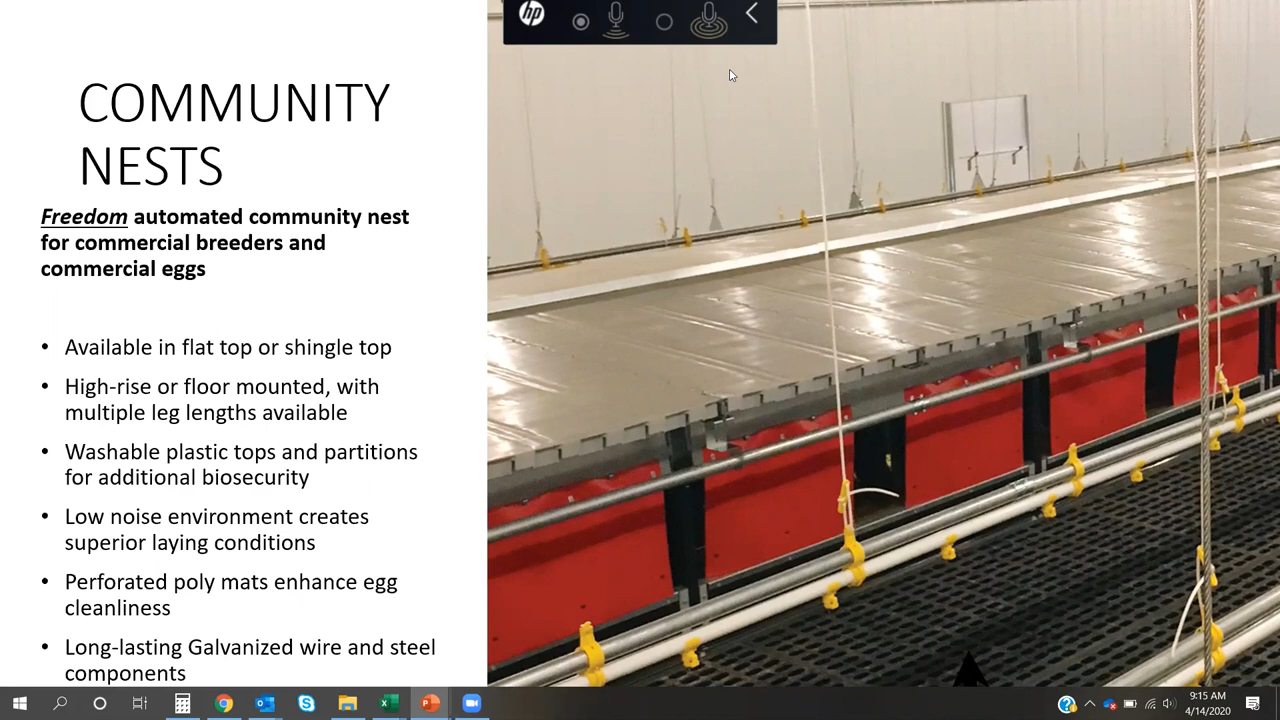 hp
COMMUNITY
NESTS
Freedom automated community nest
for commercial breeders and
commercial eggs
• Available in flat top or shingle top
• High-rise or floor mounted, with
multiple leg lengths available
• Washable plastic tops and partitions
for additional biosecurity
• Low noise environment creates
superior laying conditions
• Perforated poly mats enhance egg
cleanliness
• Long-lasting Galvanized wire and steel
components
9:15 AM
4/14/2020